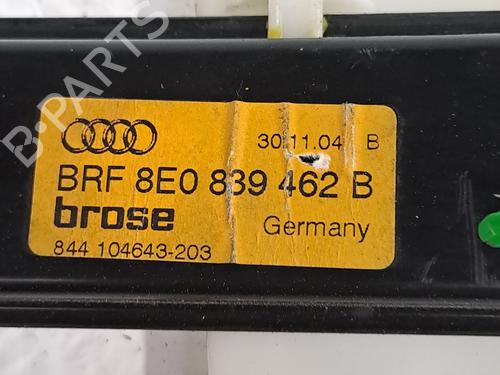 30 11.04 B
BRF 8E0 839 462 B
brose
Germany
844 104643-203
B-PARTS